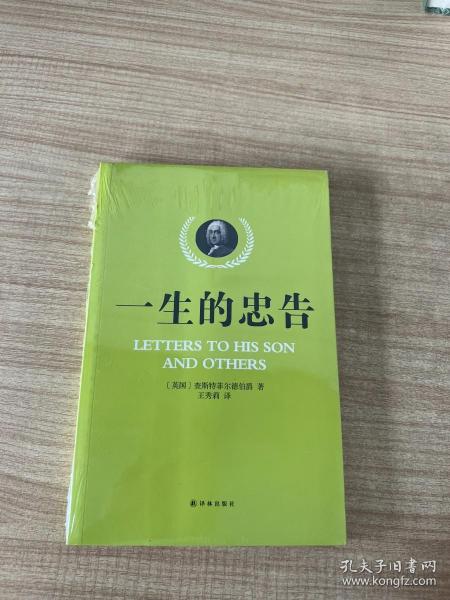 一生的忠告
LETTERS TO HIS SON
AND OTHERS
〔英国〕查斯特菲尔德伯爵 著
王秀莉 译
译林出版社
孔夫子旧书网
www.kongfz.com